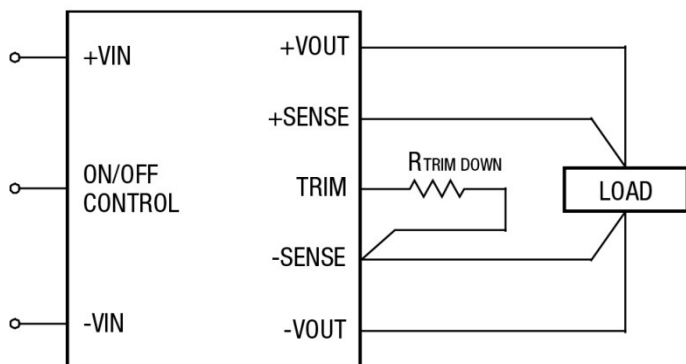 +VIN
ON/OFF
CONTROL
-VIN
+VOUT
+SENSE
TRIM
-SENSE
-VOUT
RTRIM DOWN
LOAD